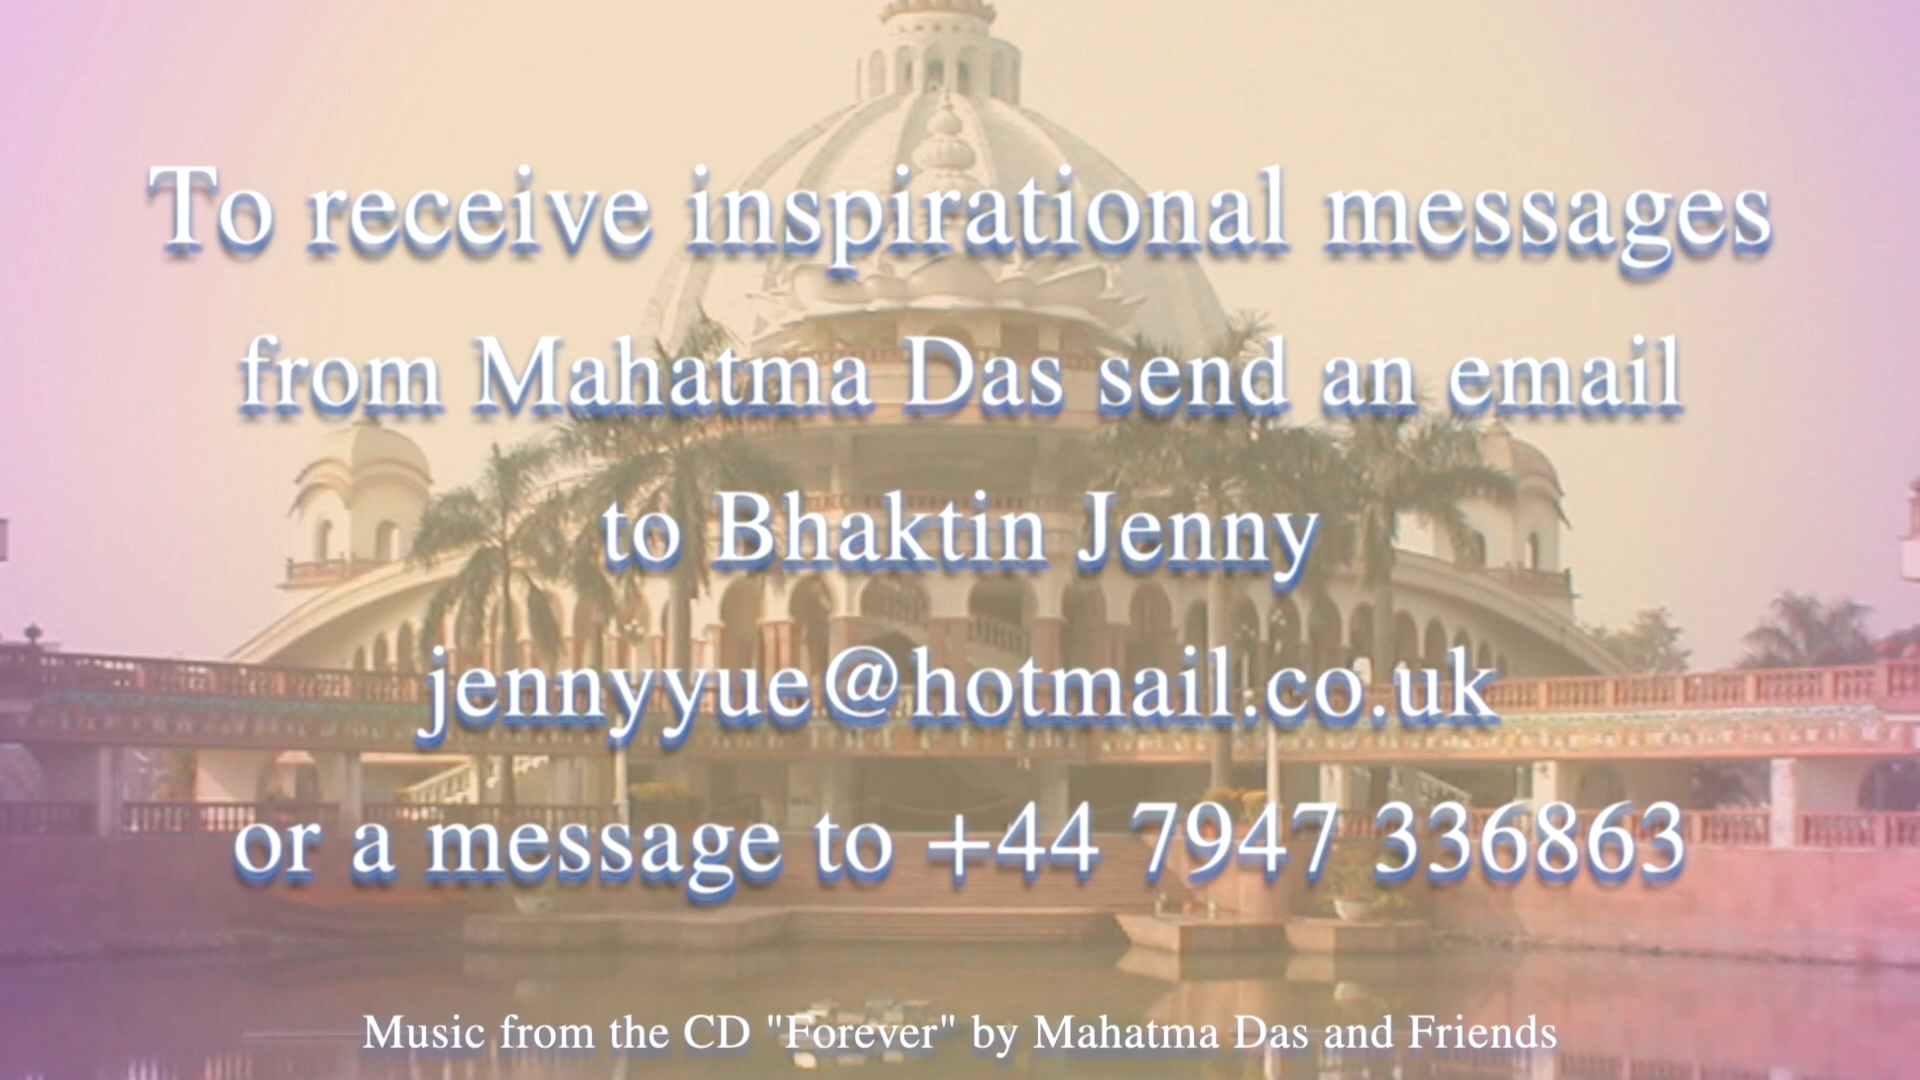 To receive inspirational messages
from Mahatma Das send an email
to Bhaktin Jenny
jennyyue@hotmail.co.uk
or a message to +44 7947 336863
Music from the CD "Forever" by Mahatma Das and Friends